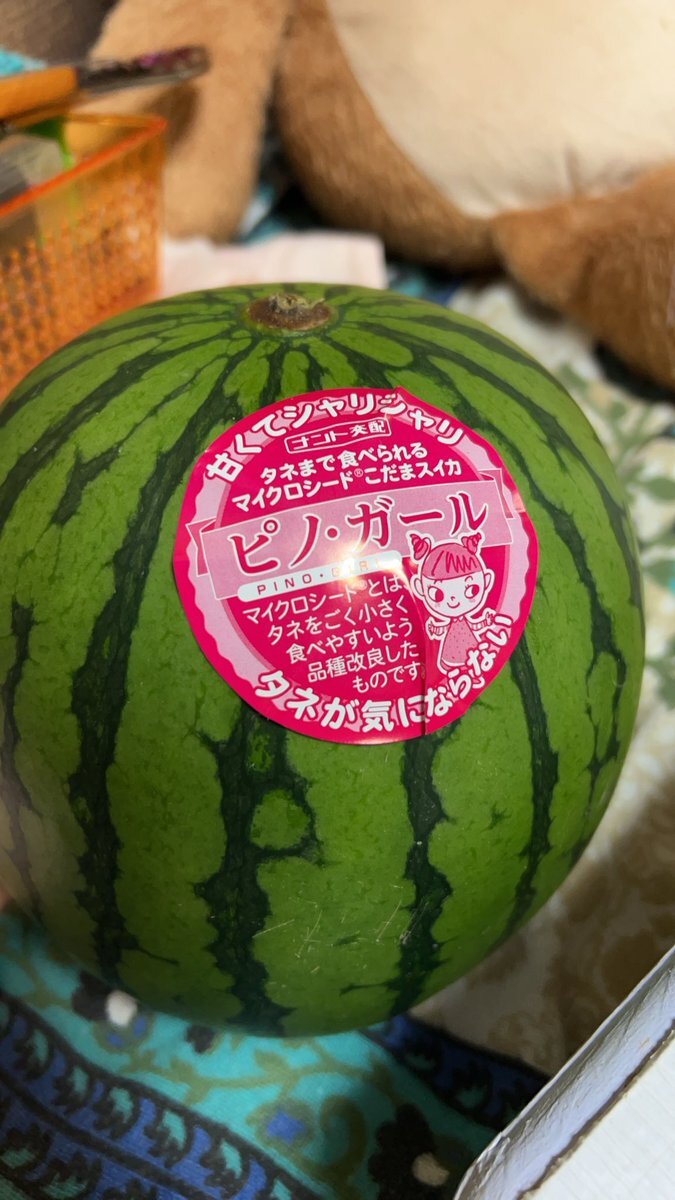 甘くてシャリシャリ
ナント交配
タネまで食べられる
マイクロシード®こだまスイカ
ピノ・ガール
PINO・GIRL
マイクロシード®とは、
タネをごく小さく
食べやすいよう
品種改良した
ものです。
タネが気にならない